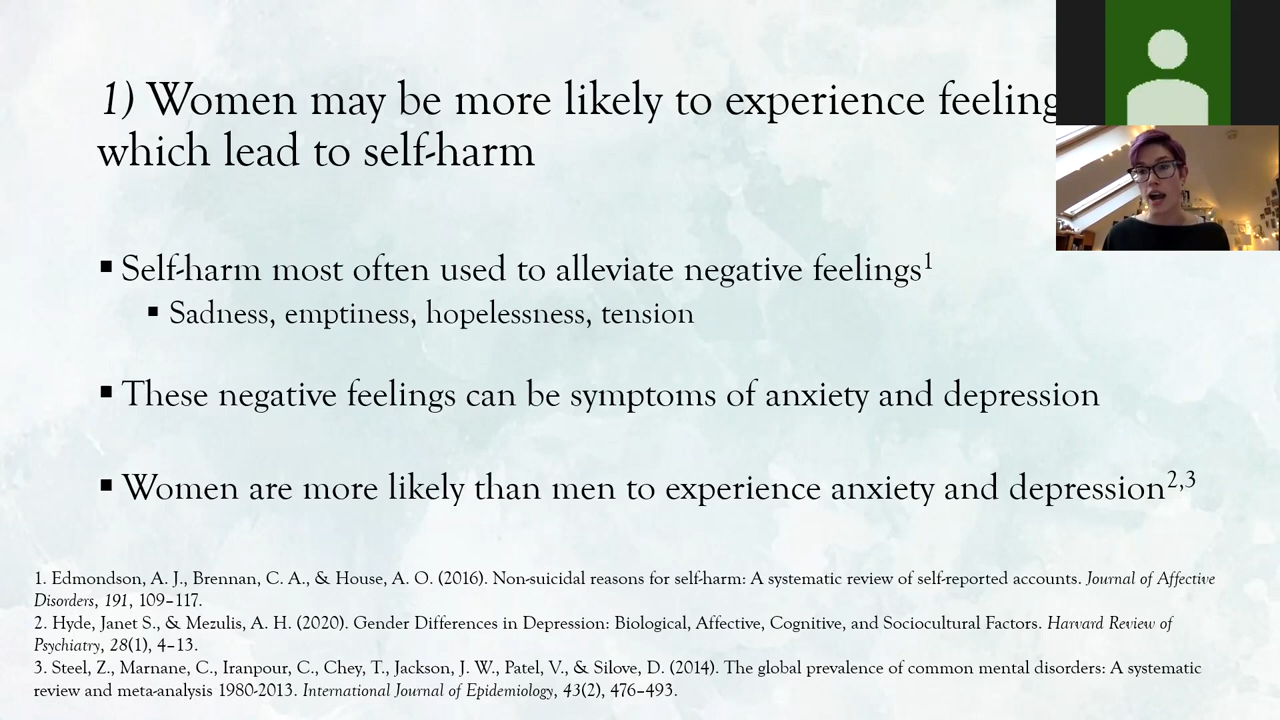 1) Women may be more likely to experience feeling
which lead to self-harm
▪ Self-harm most often used to alleviate negative feelings¹
▪ Sadness, emptiness, hopelessness, tension
▪ These negative feelings can be symptoms of anxiety and depression
▪ Women are more likely than men to experience anxiety and depression²,³
1. Edmondson, A. J., Brennan, C. A., & House, A. O. (2016). Non-suicidal reasons for self-harm: A systematic review of self-reported accounts. Journal of Affective
Disorders, 191, 109–117.
2. Hyde, Janet S., & Mezulis, A. H. (2020). Gender Differences in Depression: Biological, Affective, Cognitive, and Sociocultural Factors. Harvard Review of
Psychiatry, 28(1), 4–13.
3. Steel, Z., Marnane, C., Iranpour, C., Chey, T., Jackson, J. W., Patel, V., & Silove, D. (2014). The global prevalence of common mental disorders: A systematic
review and meta-analysis 1980-2013. International Journal of Epidemiology, 43(2), 476–493.